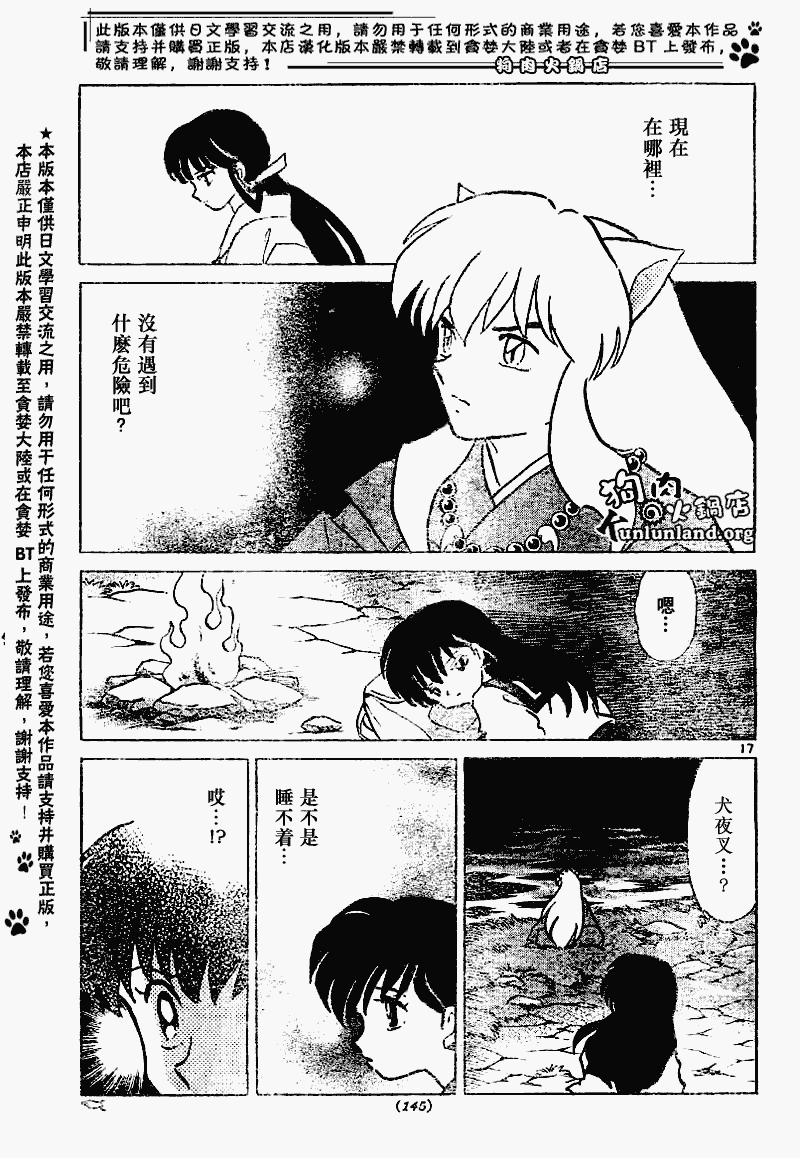 此版本僅供日文學習交流之用，請勿用于任何形式的商業用途，若您喜愛本作品
請支持并購買正版，本店漢化版本嚴禁轉載到貪婪大陸或者在貪婪 BT 上發布，
敬請理解，謝謝支持！
狗肉火鍋店
★本版本僅供日文學習交流之用，請勿用于任何形式的商業用途，若您喜愛本作品請支持并購買正版，
本店嚴正申明此版本嚴禁轉載至貪婪大陸或在貪婪 BT 上發布，敬請理解，謝謝支持！
現在
在哪裡…
沒有遇到
什麽危險吧？
狗肉火鍋店
Kunlunland.org
嗯…
17
犬夜叉…？
是不是
睡不着…
哎…!?
(145)